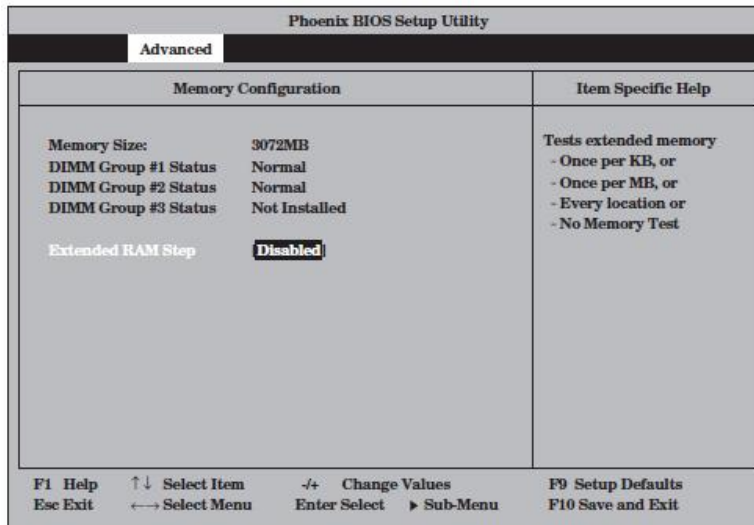 Phoenix BIOS Setup Utility
Advanced
Memory Configuration
Item Specific Help
Memory Size: 3072MB
DIMM Group #1 Status Normal
DIMM Group #2 Status Normal
DIMM Group #3 Status Not Installed
Extended RAM Step [Disabled]
Tests extended memory
- Once per KB, or
- Once per MB, or
- Every location or
- No Memory Test
F1 Help ↑↓ Select Item -/+ Change Values F9 Setup Defaults
Esc Exit ←→ Select Menu Enter Select ▶ Sub-Menu F10 Save and Exit